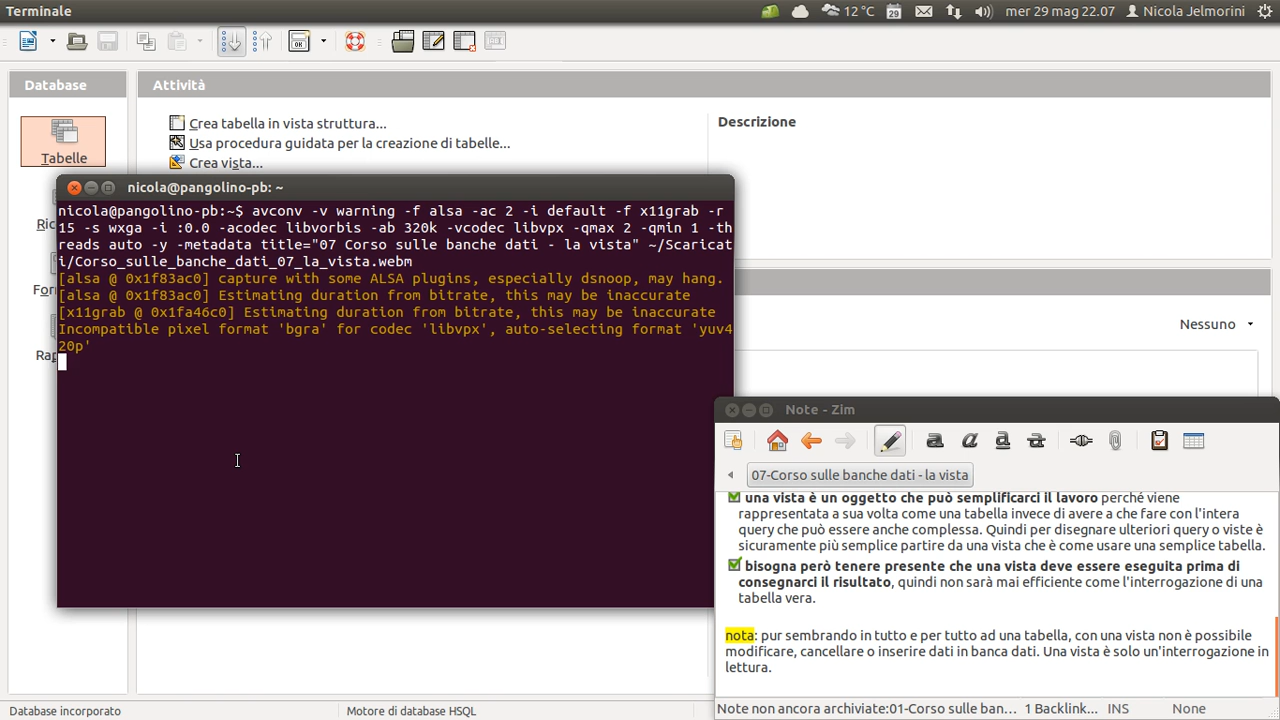 Terminale
12 °C
29
mer 29 mag 22.07
Nicola Jelmorini
Database
Attività
Tabelle
Crea tabella in vista struttura...
Usa procedura guidata per la creazione di tabelle...
Crea vista...
Descrizione
nicola@pangolino-pb: ~
nicola@pangolino-pb:~$ avconv -v warning -f alsa -ac 2 -i default -f x11grab -r
15 -s wxga -i :0.0 -acodec libvorbis -ab 320k -vcodec libvpx -qmax 2 -qmin 1 -th
reads auto -y -metadata title="07 Corso sulle banche dati - la vista" ~/Scaricat
i/Corso_sulle_banche_dati_07_la_vista.webm
[alsa @ 0x1f83ac0] capture with some ALSA plugins, especially dsnoop, may hang.
[alsa @ 0x1f83ac0] Estimating duration from bitrate, this may be inaccurate
[x11grab @ 0x1fa46c0] Estimating duration from bitrate, this may be inaccurate
Incompatible pixel format 'bgra' for codec 'libvpx', auto-selecting format 'yuv4
20p'
Ric
For
Rap
Nessuno
Note - Zim
07-Corso sulle banche dati - la vista
una vista è un oggetto che può semplificarci il lavoro perché viene
rappresentata a sua volta come una tabella invece di avere a che fare con l'intera
query che può essere anche complessa. Quindi per disegnare ulteriori query o viste è
sicuramente più semplice partire da una vista che è come usare una semplice tabella.
bisogna però tenere presente che una vista deve essere eseguita prima di
consegnarci il risultato, quindi non sarà mai efficiente come l'interrogazione di una
tabella vera.
nota: pur sembrando in tutto e per tutto ad una tabella, con una vista non è possibile
modificare, cancellare o inserire dati in banca dati. Una vista è solo un'interrogazione in
lettura.
Note non ancora archiviate:01-Corso sulle ban... 1 Backlink... INS None
Database incorporato
Motore di database HSQL